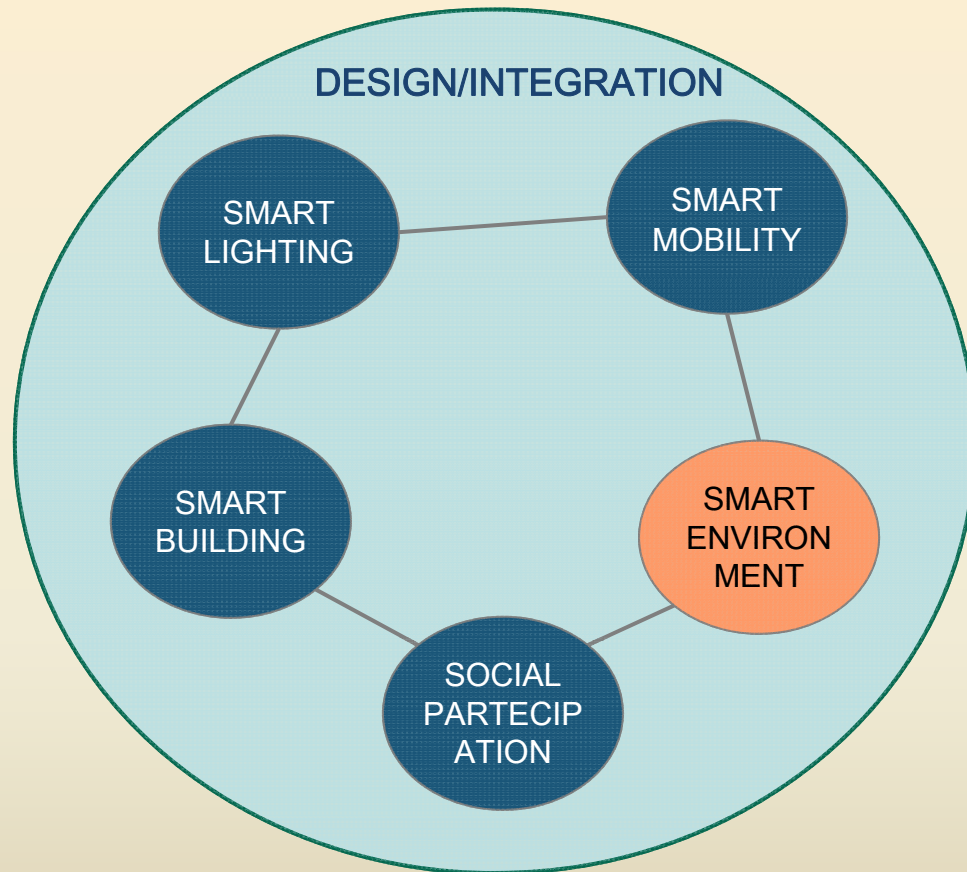 DESIGN/INTEGRATION
SMART
LIGHTING
SMART
MOBILITY
SMART
BUILDING
SMART
ENVIRON
MENT
SOCIAL
PARTECIP
ATION